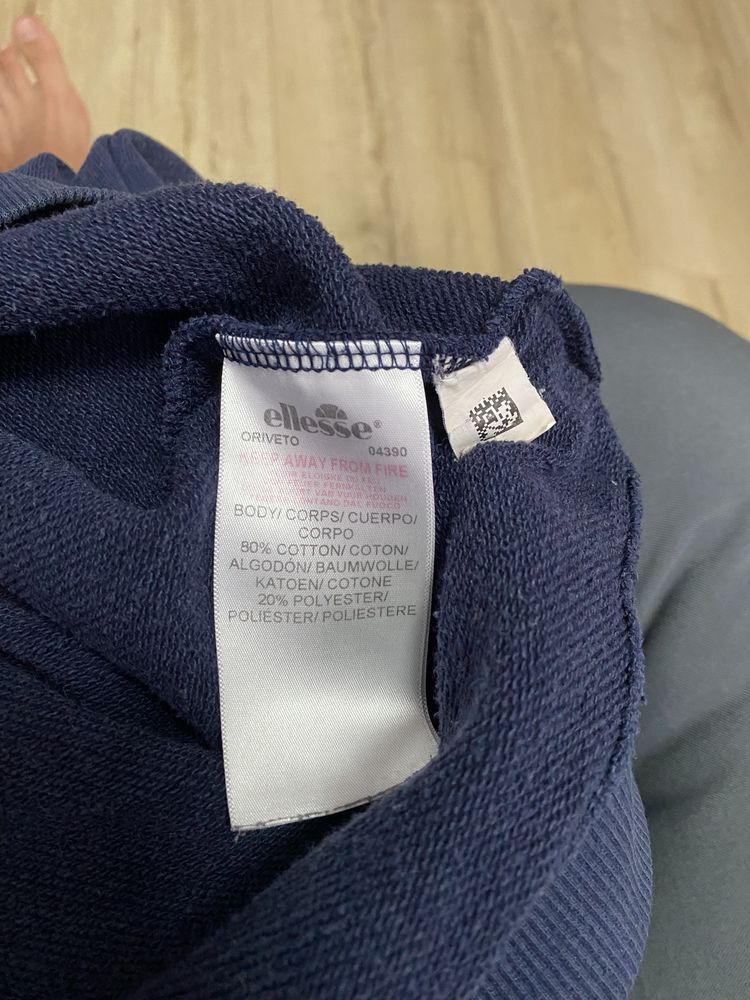 ellesse®
ORIVETO 04390
KEEP AWAY FROM FIRE
BODY/ CORPS/ CUERPO/
CORPO
80% COTTON/ COTON/
ALGODÓN/ BAUMWOLLE/
KATOEN/ COTONE
20% POLYESTER/
POLIÉSTER/ POLIESTERE